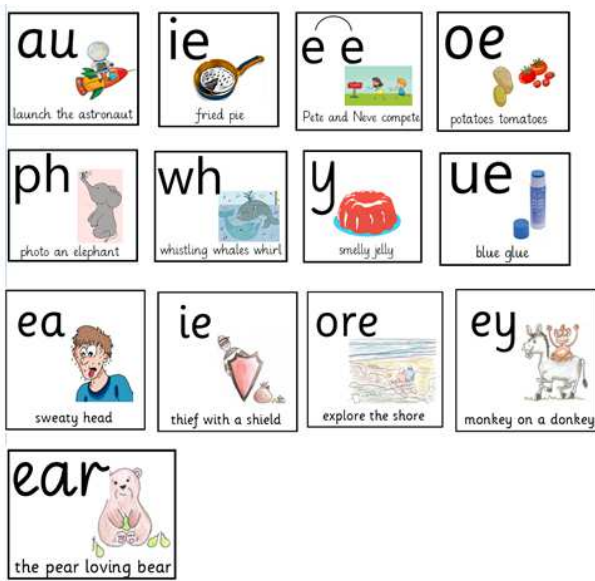 au
launch the astronaut
ie
fried pie
e e
Pete and Neve compete
oe
potatoes tomatoes
ph
photo an elephant
wh
whistling whales whirl
y
smelly jelly
ue
blue glue
ea
sweaty head
ie
thief with a shield
ore
explore the shore
ey
monkey on a donkey
ear
the pear loving bear